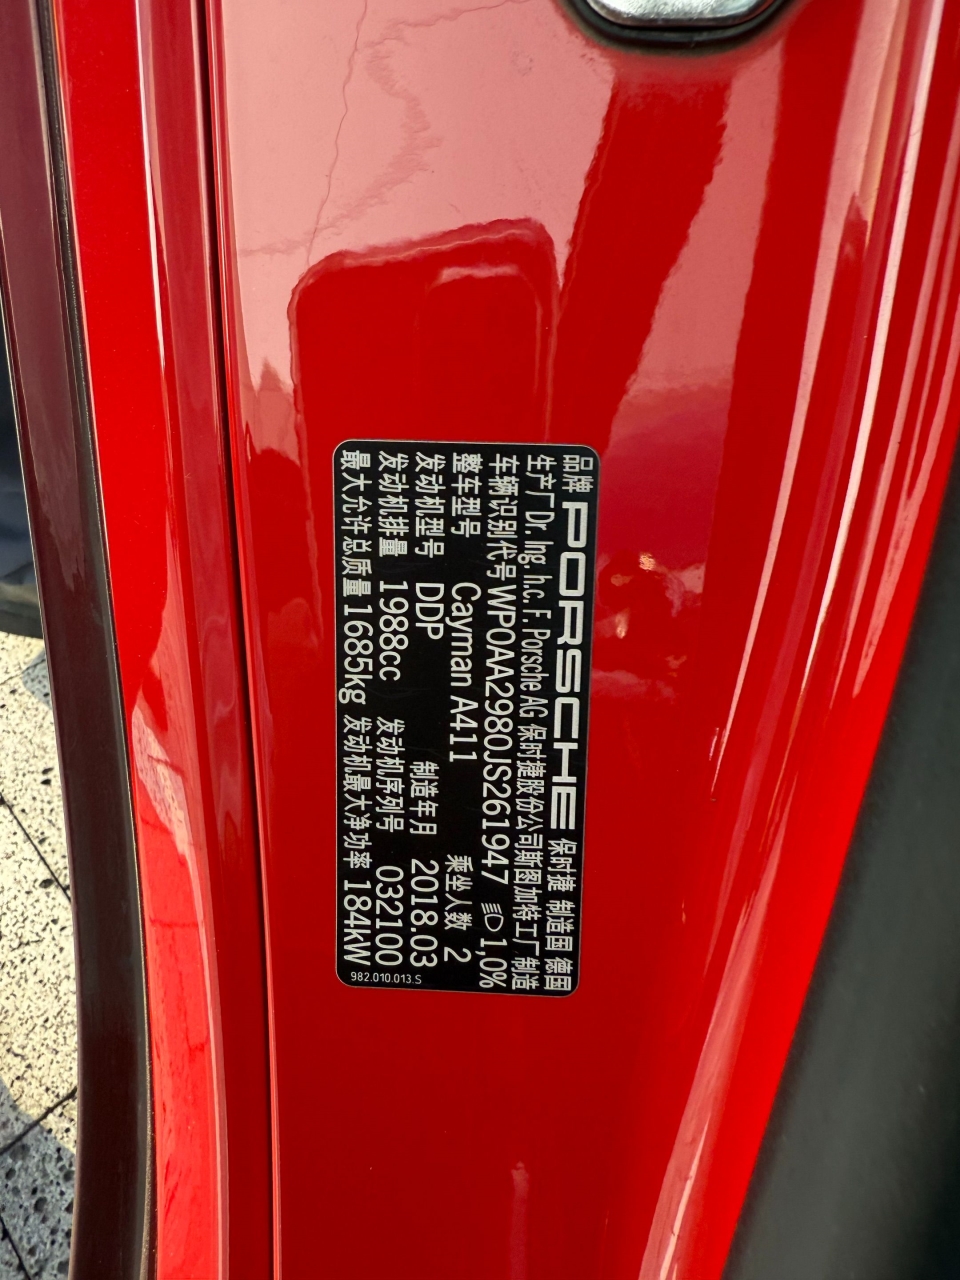 品牌 PORSCHE 保时捷 制造国 德国
生产厂 Dr. Ing. h.c. F. Porsche AG 保时捷股份公司斯图加特工厂制造
车辆识别代号 WP0AA2980JS261947 1,0%
整车型号 Cayman A411 乘坐人数 2
发动机型号 DDP 制造年月 2018.03
发动机排量 1988cc 发动机序列号 032100
最大允许总质量 1685kg 发动机最大净功率 184kW
982.010.013.S